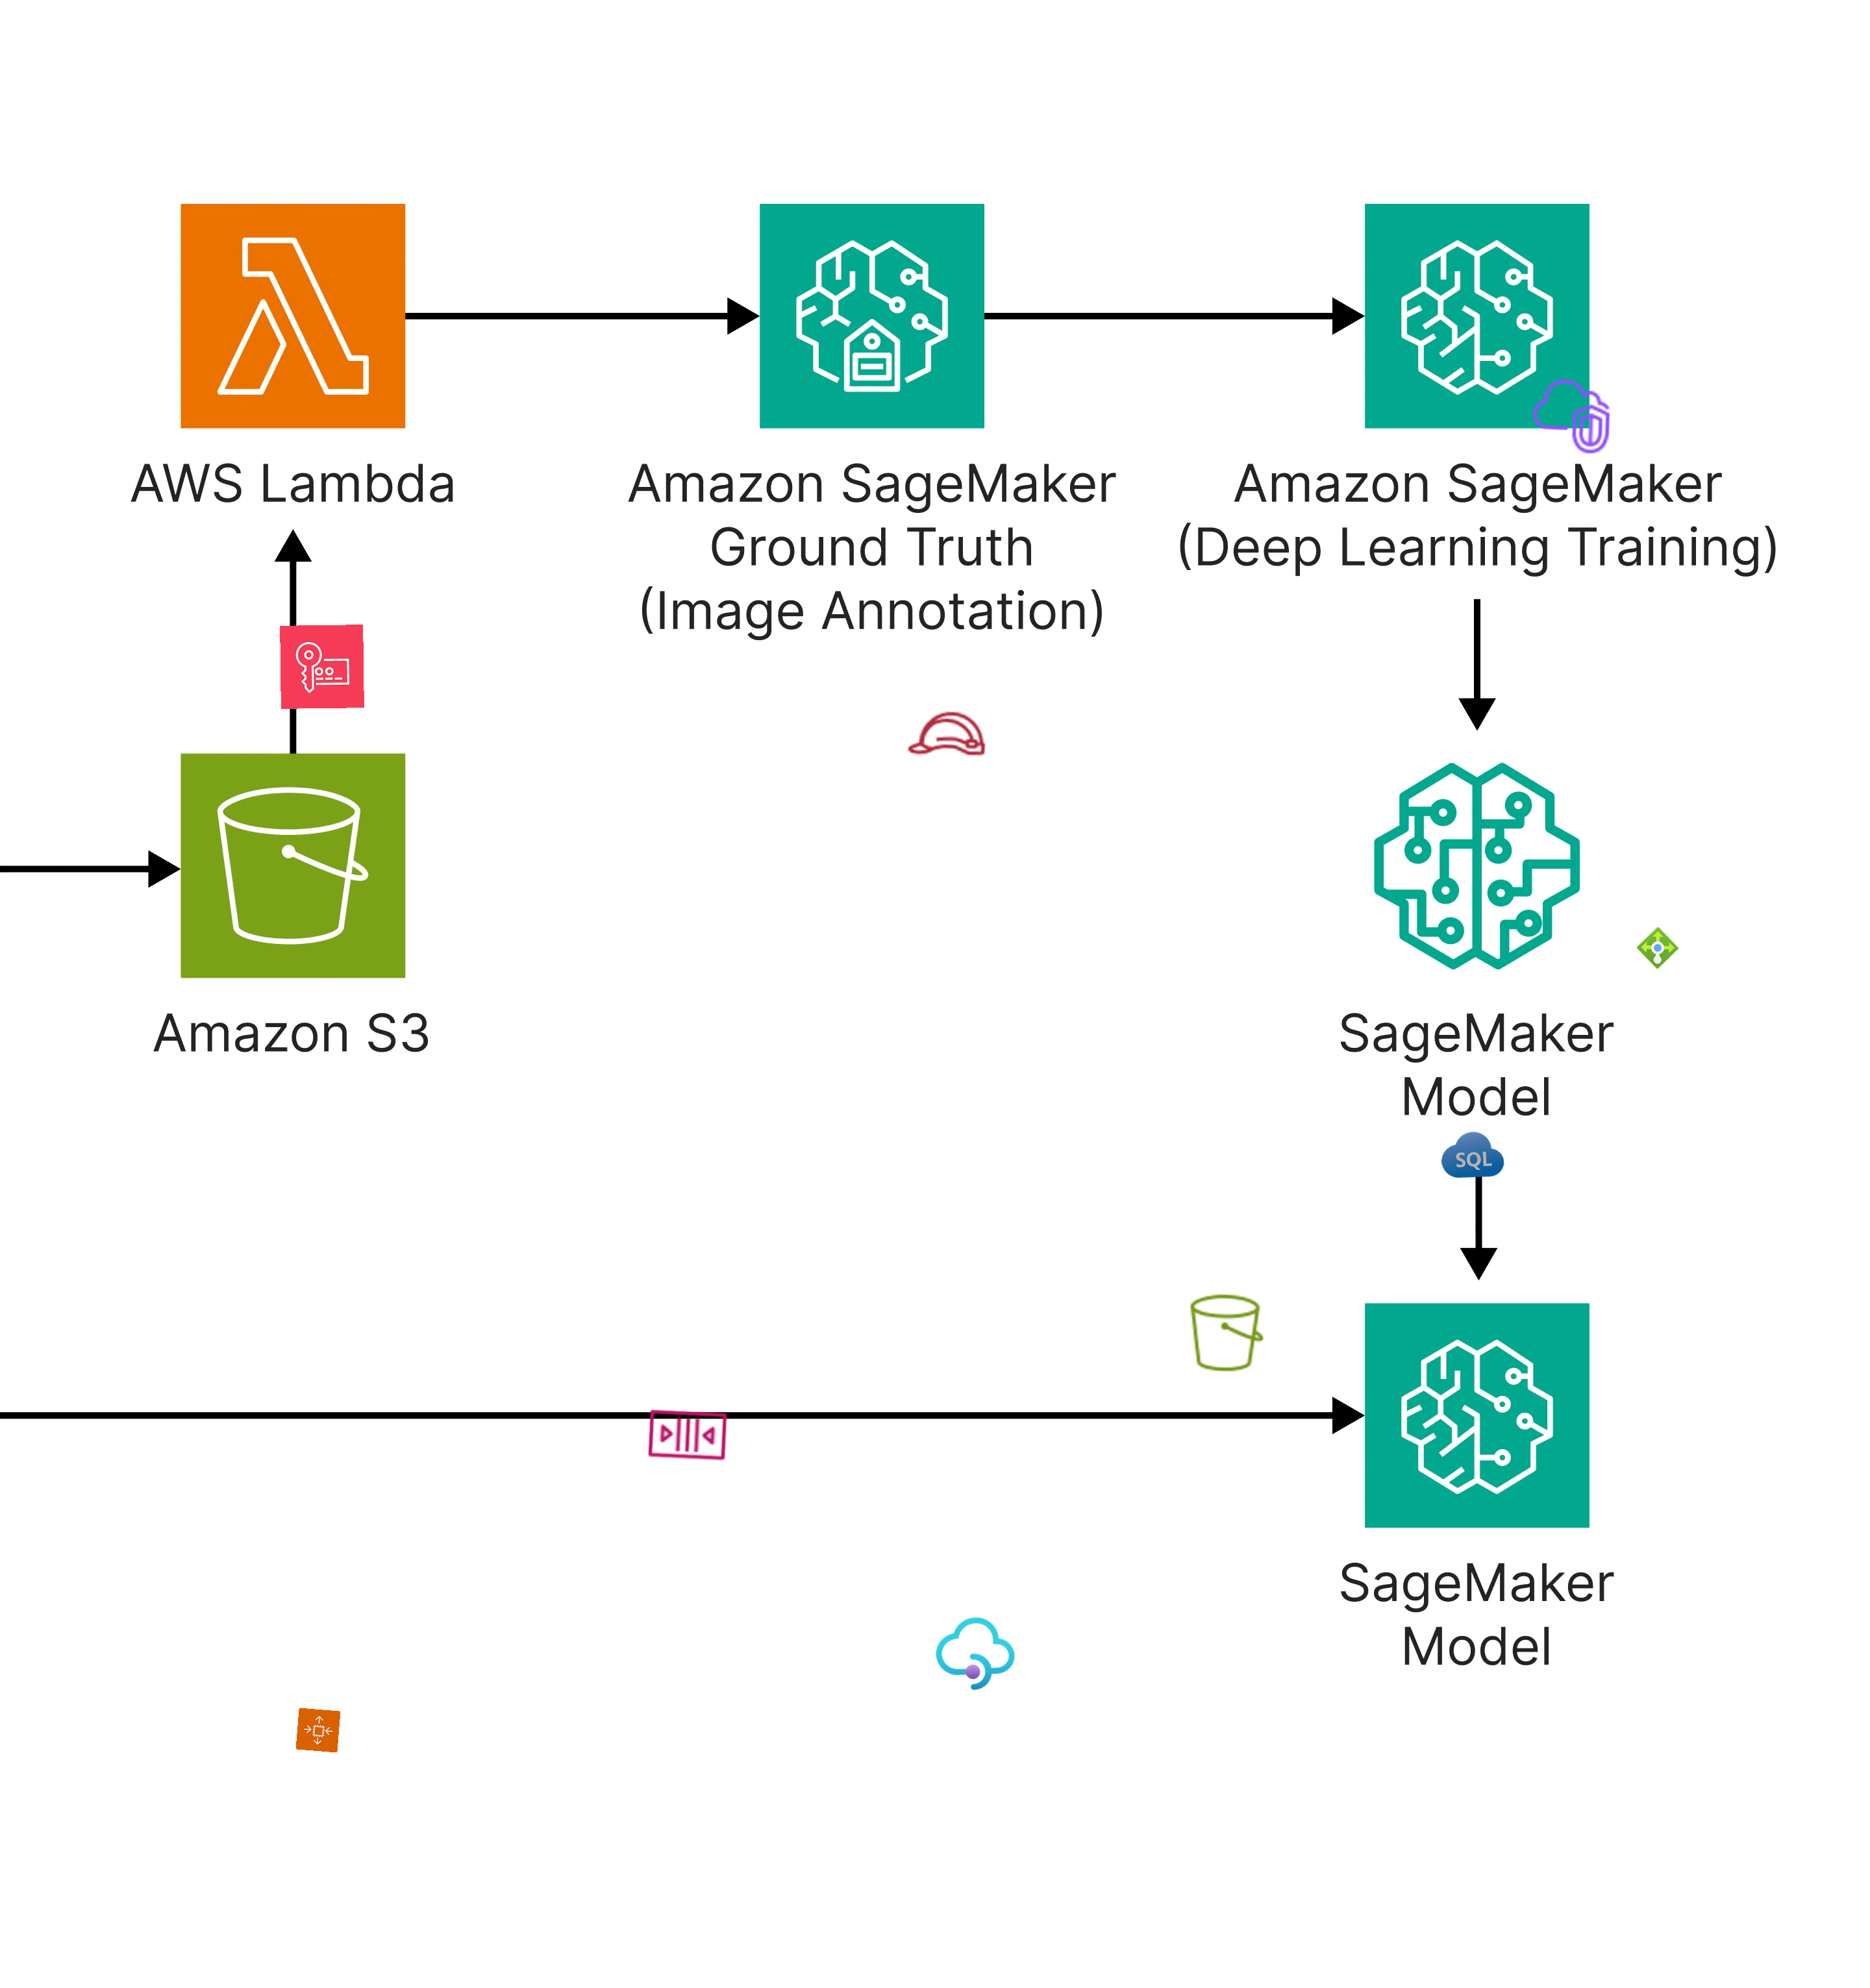 AWS Lambda
Amazon SageMaker
Ground Truth
(Image Annotation)
Amazon SageMaker
(Deep Learning Training)
Amazon S3
SageMaker
Model
SQL
SageMaker
Model